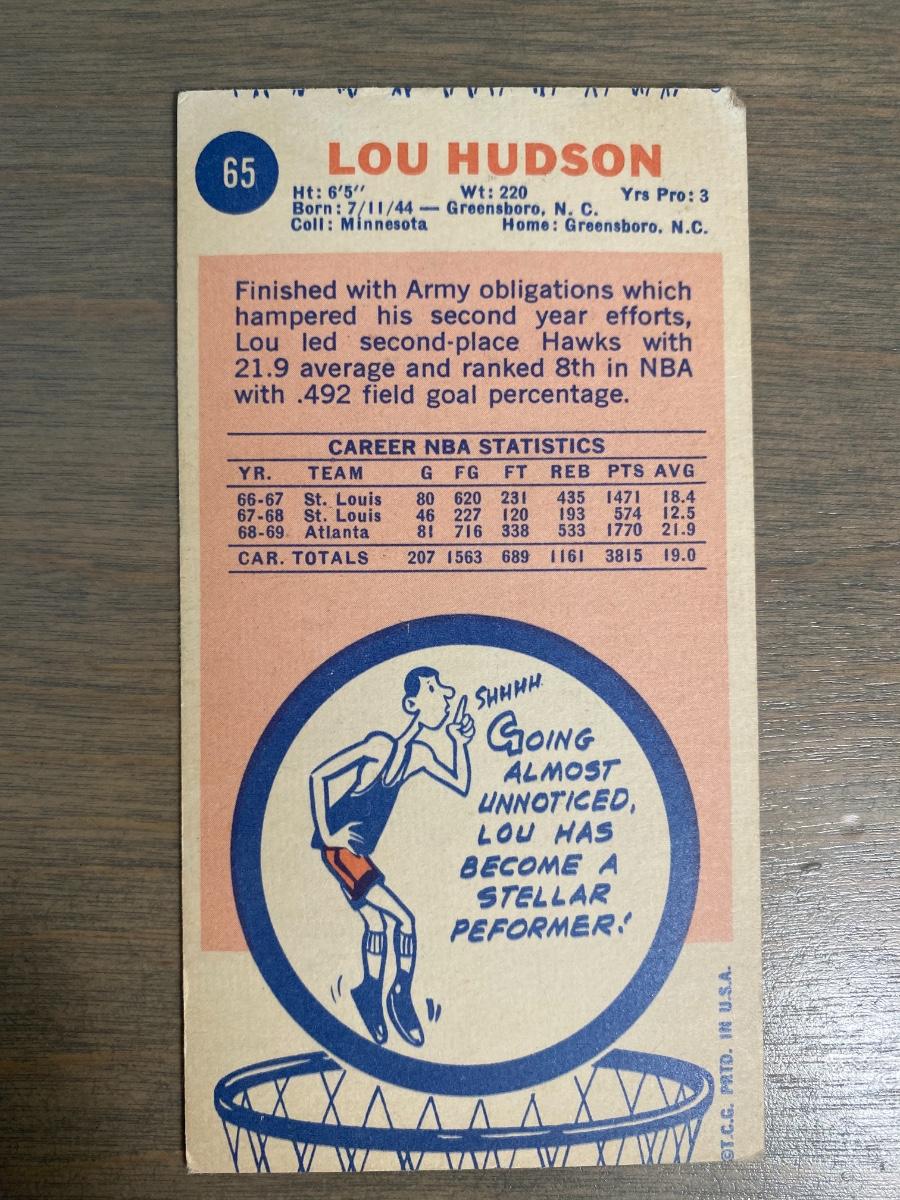 65
LOU HUDSON
Ht: 6'5" Wt: 220 Yrs Pro: 3
Born: 7/11/44 — Greensboro, N. C.
Coll: Minnesota Home: Greensboro, N.C.
Finished with Army obligations which
hampered his second year efforts,
Lou led second-place Hawks with
21.9 average and ranked 8th in NBA
with .492 field goal percentage.
CAREER NBA STATISTICS
YR. TEAM G FG FT REB PTS AVG
66-67 St. Louis 80 620 231 435 1471 18.4
67-68 St. Louis 46 227 120 193 574 12.5
68-69 Atlanta 81 716 338 533 1770 21.9
CAR. TOTALS 207 1563 689 1161 3815 19.0
SHHHH
GOING
ALMOST
UNNOTICED,
LOU HAS
BECOME A
STELLAR
PEFORMER!
©T.C.G. PRTD. IN U.S.A.